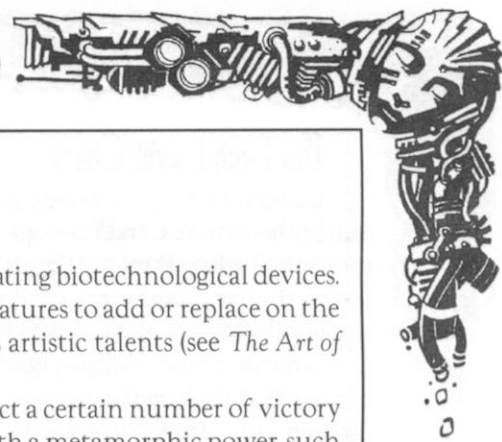 ating biotechnological devices.
eatures to add or replace on the
artistic talents (see The Art of
ct a certain number of victory
th a metamorphic power, such